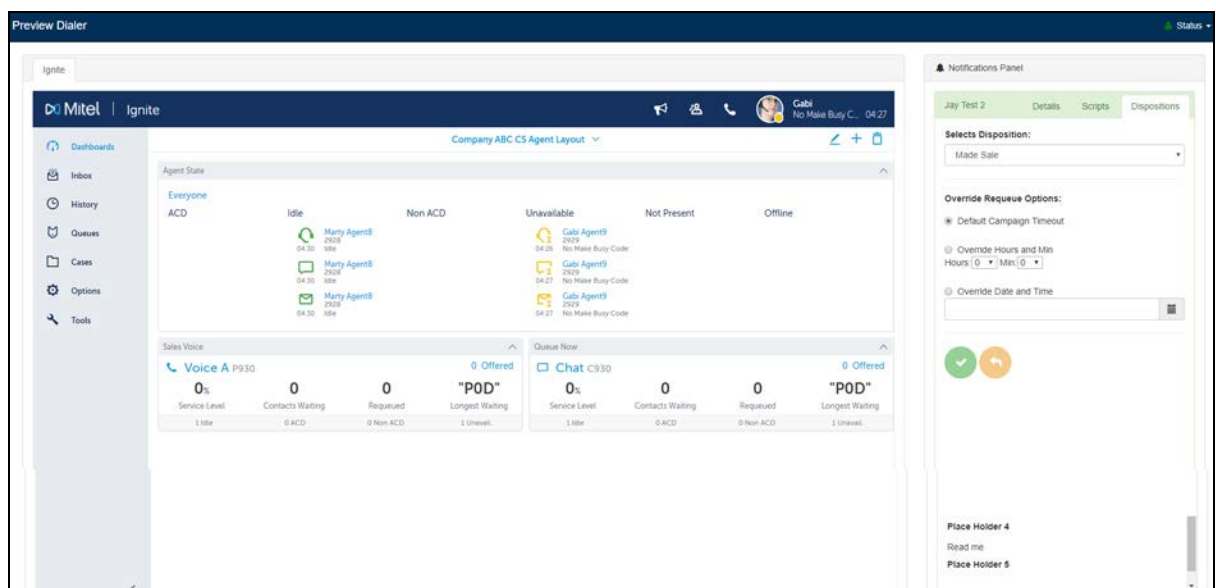 Preview Dialer
Status
Ignite
Mitel | Ignite
Gabi
No Make Busy C... 04:27
Dashboards
Inbox
History
Queues
Cases
Options
Tools
Company ABC CS Agent Layout
Agent State
Everyone
ACD Idle Non ACD Unavailable Not Present Offline
Marty Agent8
2928
04:30 Idle
Marty Agent8
2928
04:30 Idle
Marty Agent8
2928
04:30 Idle
Gabi Agent9
2929
04:28 No Make Busy Code
Gabi Agent9
2929
04:27 No Make Busy Code
Gabi Agent9
2929
04:27 No Make Busy Code
Sales Voice
Voice A P930 0 Offered
0% 0 0 "P0D"
Service Level Contacts Waiting Requeued Longest Waiting
1 Idle 0 ACD 0 Non ACD 1 Unavail.
Queue Now
Chat C930 0 Offered
0% 0 0 "P0D"
Service Level Contacts Waiting Requeued Longest Waiting
1 Idle 0 ACD 0 Non ACD 1 Unavail.
Notifications Panel
Jay Test 2 Details Scripts Dispositions
Selects Disposition:
Made Sale
Override Requeue Options:
Default Campaign Timeout
Override Hours and Min
Hours: 0 Min: 0
Override Date and Time
Place Holder 4
Read me
Place Holder 5